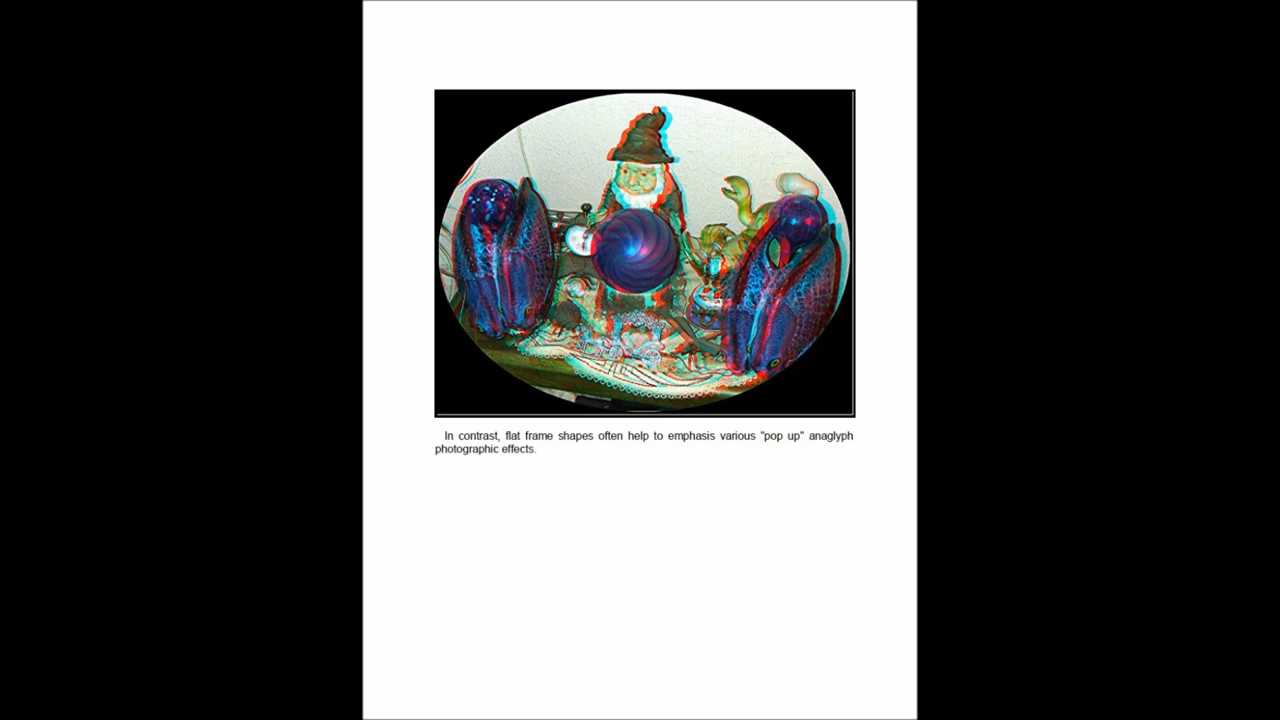 In contrast, flat frame shapes often help to emphasis various "pop up" anaglyph
photographic effects.